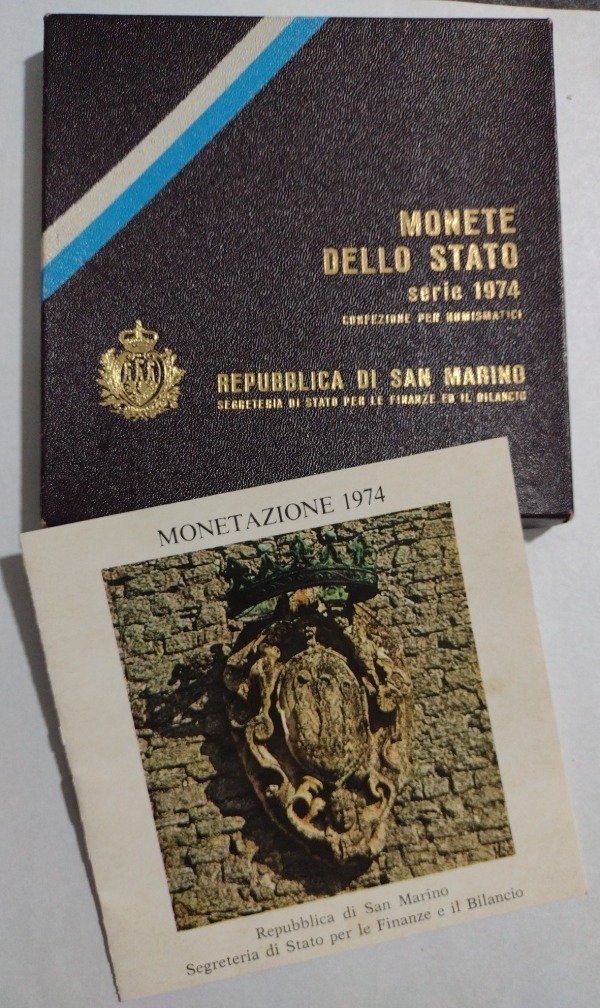 MONETE
DELLO STATO
serie 1974
CONFEZIONE PER NUMISMATICI
REPUBBLICA DI SAN MARINO
SEGRETERIA DI STATO PER LE FINANZE ED IL BILANCIO
MONETAZIONE 1974
Repubblica di San Marino
Segreteria di Stato per le Finanze e il Bilancio